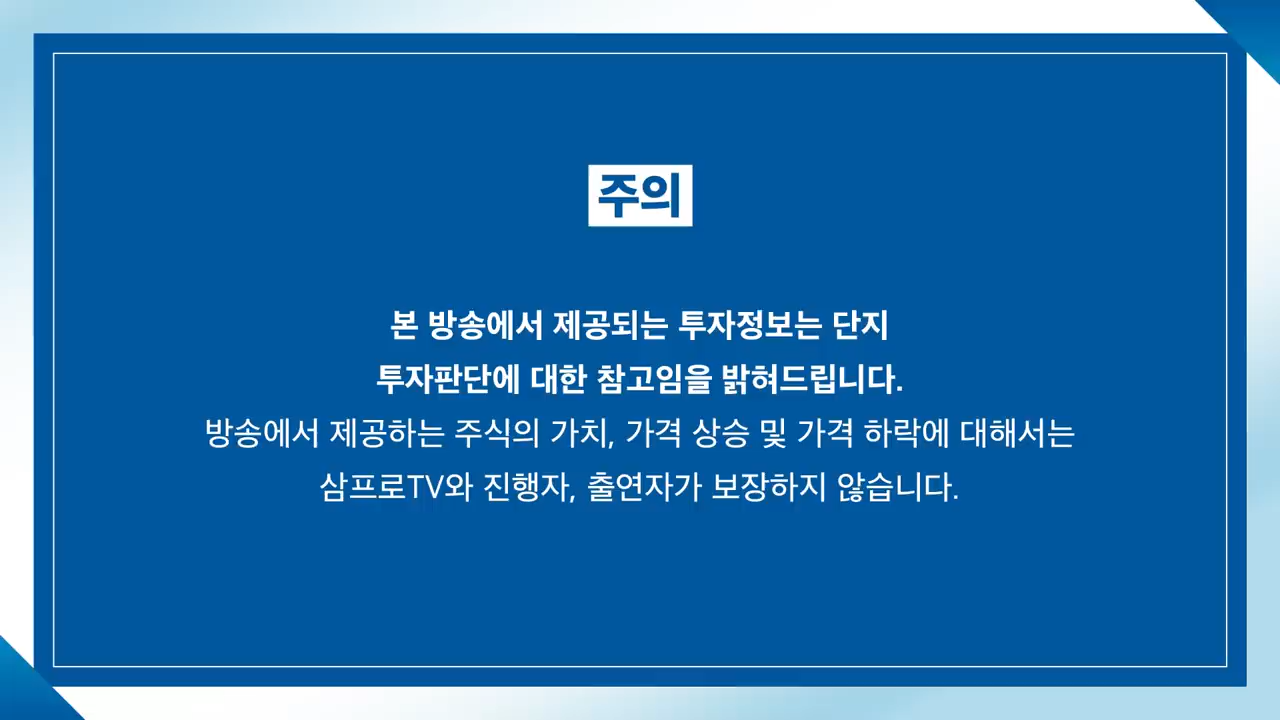 주의
본 방송에서 제공되는 투자정보는 단지
투자판단에 대한 참고임을 밝혀드립니다.
방송에서 제공하는 주식의 가치, 가격 상승 및 가격 하락에 대해서는
삼프로TV와 진행자, 출연자가 보장하지 않습니다.